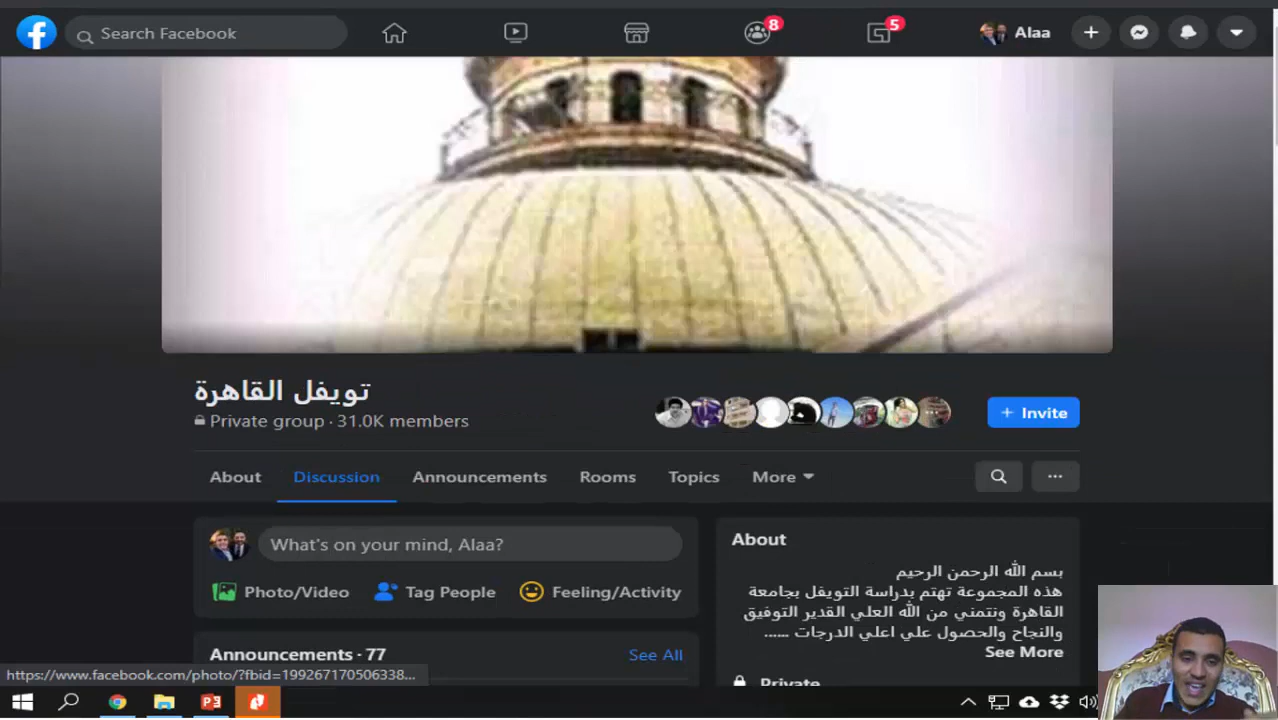 Search Facebook
8
5
Alaa
تويفل القاهرة
Private group · 31.0K members
+ Invite
About
Discussion
Announcements
Rooms
Topics
More
What's on your mind, Alaa?
Photo/Video
Tag People
Feeling/Activity
Announcements · 77
See All
About
بسم الله الرحمن الرحيم
هذه المجموعة تهتم بدراسة التويفل بجامعة
القاهرة ونتمني من الله العلي القدير التوفيق
والنجاح والحصول علي اعلي الدرجات ......
See More
Private
https://www.facebook.com/photo/?fbid=199267170506338...